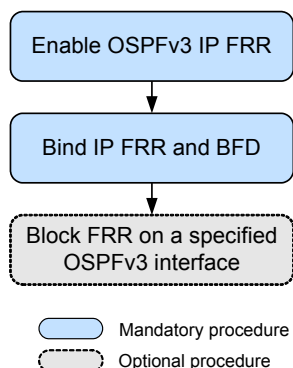 Enable OSPFv3 IP FRR
Bind IP FRR and BFD
Block FRR on a specified
OSPFv3 interface
Mandatory procedure
Optional procedure